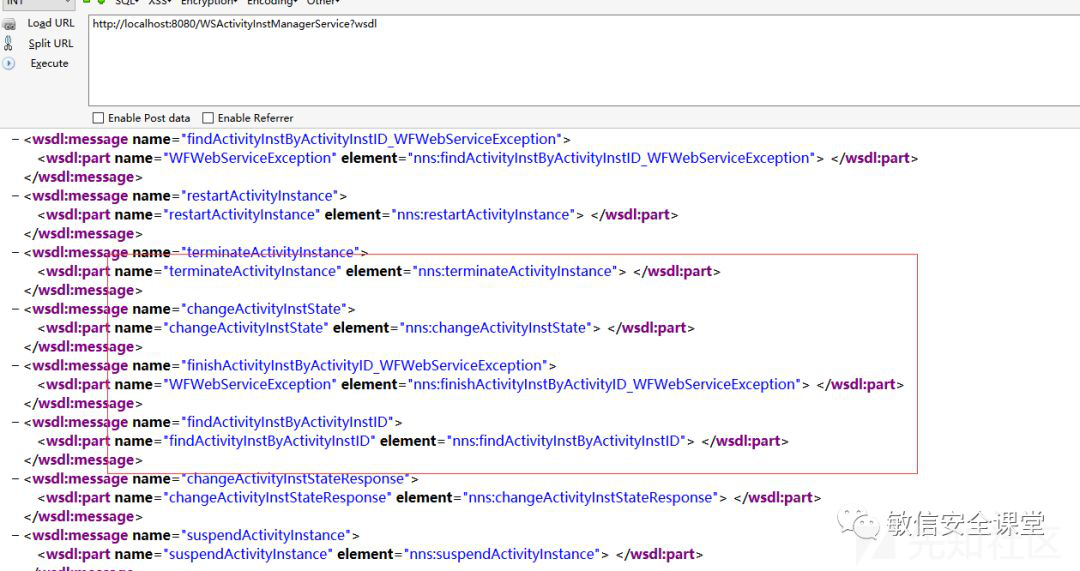 INT SQL▾ XSS▾ Encryption▾ Encoding▾ Other▾
Load URL
http://localhost:8080/WSActivityInstManagerService?wsdl
Split URL
Execute
Enable Post data Enable Referrer
− <wsdl:message name="findActivityInstByActivityInstID_WFWebServiceException">
<wsdl:part name="WFWebServiceException" element="nns:findActivityInstByActivityInstID_WFWebServiceException"> </wsdl:part>
</wsdl:message>
− <wsdl:message name="restartActivityInstance">
<wsdl:part name="restartActivityInstance" element="nns:restartActivityInstance"> </wsdl:part>
</wsdl:message>
− <wsdl:message name="terminateActivityInstance">
<wsdl:part name="terminateActivityInstance" element="nns:terminateActivityInstance"> </wsdl:part>
</wsdl:message>
− <wsdl:message name="changeActivityInstState">
<wsdl:part name="changeActivityInstState" element="nns:changeActivityInstState"> </wsdl:part>
</wsdl:message>
− <wsdl:message name="finishActivityInstByActivityID_WFWebServiceException">
<wsdl:part name="WFWebServiceException" element="nns:finishActivityInstByActivityID_WFWebServiceException"> </wsdl:part>
</wsdl:message>
− <wsdl:message name="findActivityInstByActivityInstID">
<wsdl:part name="findActivityInstByActivityInstID" element="nns:findActivityInstByActivityInstID"> </wsdl:part>
</wsdl:message>
− <wsdl:message name="changeActivityInstStateResponse">
<wsdl:part name="changeActivityInstStateResponse" element="nns:changeActivityInstStateResponse"> </wsdl:part>
</wsdl:message>
− <wsdl:message name="suspendActivityInstance">
<wsdl:part name="suspendActivityInstance" element="nns:suspendActivityInstance"> </wsdl:part>
</wsdl:message>
敏信安全课堂
先知社区